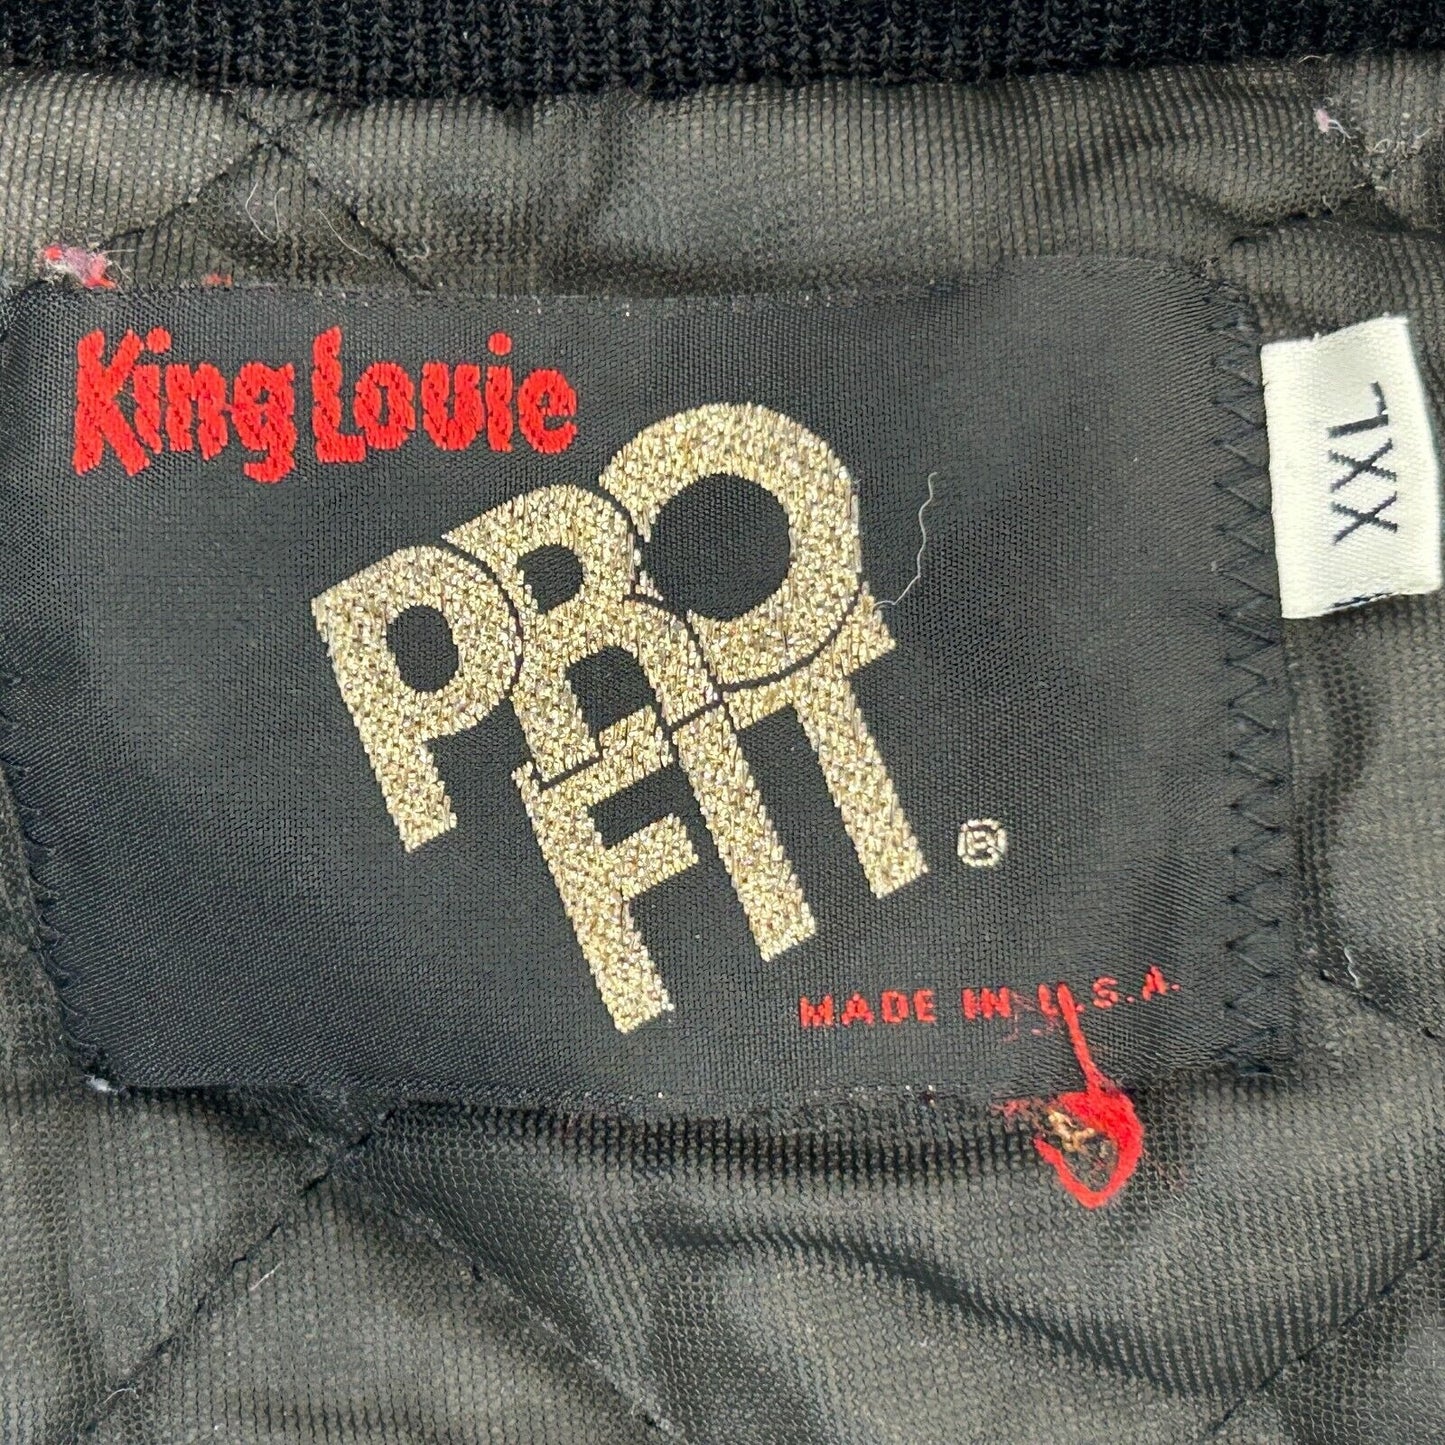 King Louie
PRO
FIT ®
MADE IN U.S.A.
XXL